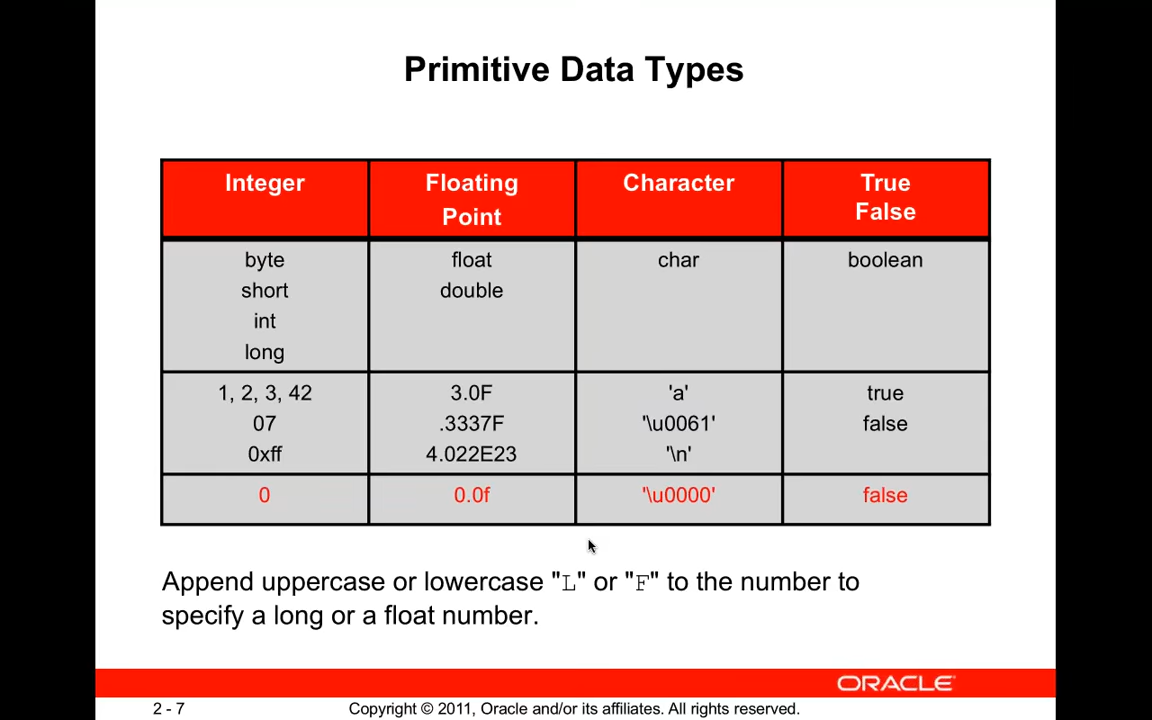 Primitive Data Types
Integer
Floating
Point
Character
True
False
byte
short
int
long
float
double
char
boolean
1, 2, 3, 42
07
0xff
3.0F
.3337F
4.022E23
'a'
'\u0061'
'\n'
true
false
0
0.0f
'\u0000'
false
Append uppercase or lowercase "L" or "F" to the number to
specify a long or a float number.
ORACLE
2 - 7
Copyright © 2011, Oracle and/or its affiliates. All rights reserved.